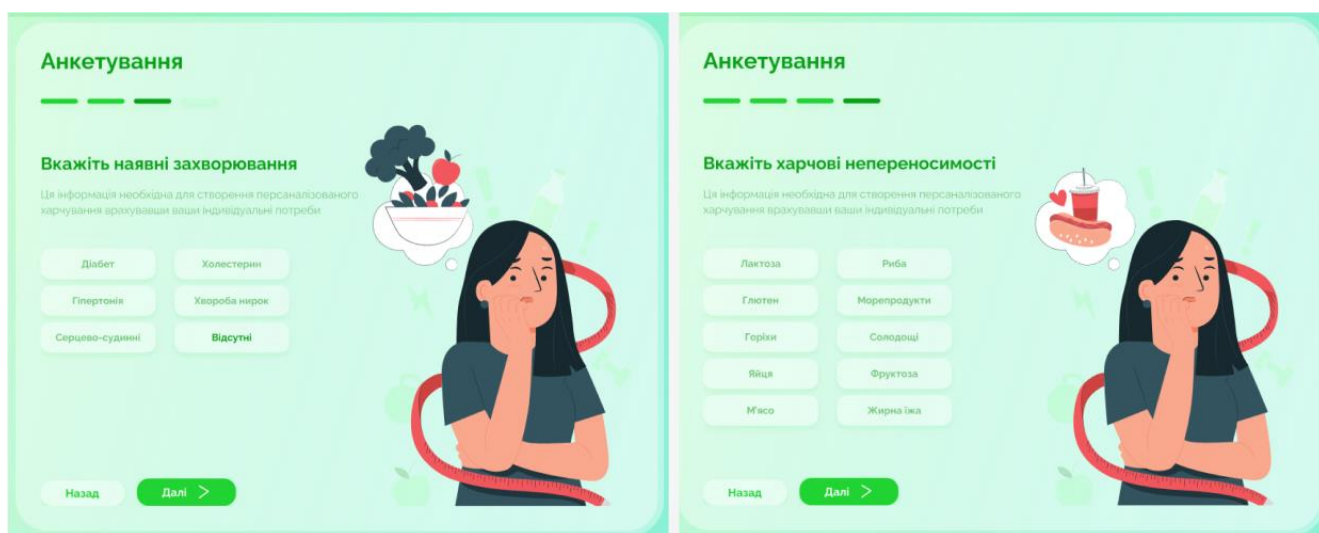 Анкетування
Вкажіть наявні захворювання
Ця інформація необхідна для створення персаналізованого
харчування врахувавши ваши індивідуальні потреби
Діабет
Холестерин
Гіпертонія
Хвороба нирок
Серцево-судинні
Відсутні
Назад
Далі
Анкетування
Вкажіть харчові непереносимості
Ця інформація необхідна для створення персаналізованого
харчування врахувавши ваши індивідуальні потреби
Лактоза
Риба
Глютен
Морепродукти
Горіхи
Солодощі
Яйця
Фруктоза
М'ясо
Жирна їжа
Назад
Далі